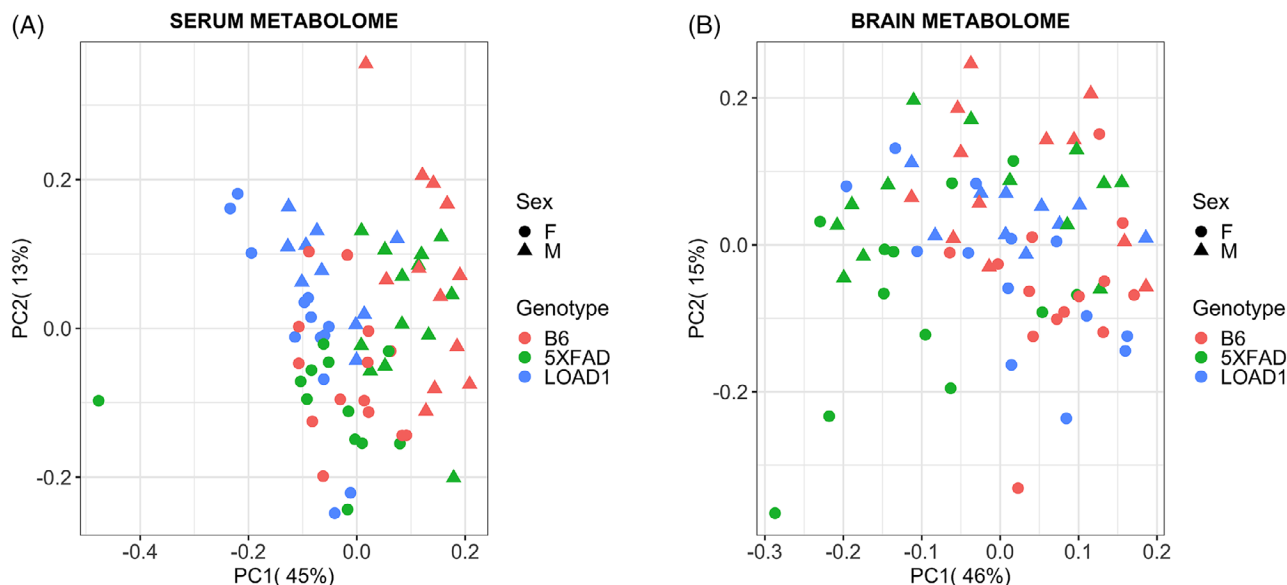 (A)
SERUM METABOLOME
PC2( 13%)
0.2
0.0
-0.2
-0.4
-0.2
0.0
0.2
PC1( 45%)
Sex
F
M
Genotype
B6
5XFAD
LOAD1
(B)
BRAIN METABOLOME
PC2( 15%)
0.2
0.0
-0.2
-0.3
-0.2
-0.1
0.0
0.1
0.2
PC1( 46%)
Sex
F
M
Genotype
B6
5XFAD
LOAD1